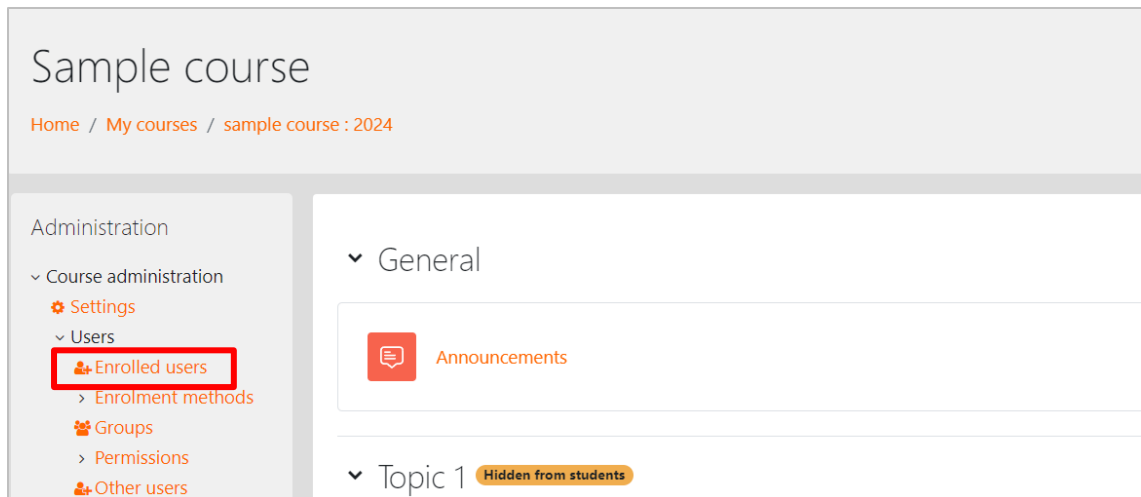 Sample course
Home / My courses / sample course : 2024
Administration
Course administration
Settings
Users
Enrolled users
Enrolment methods
Groups
Permissions
Other users
General
Announcements
Topic 1 Hidden from students